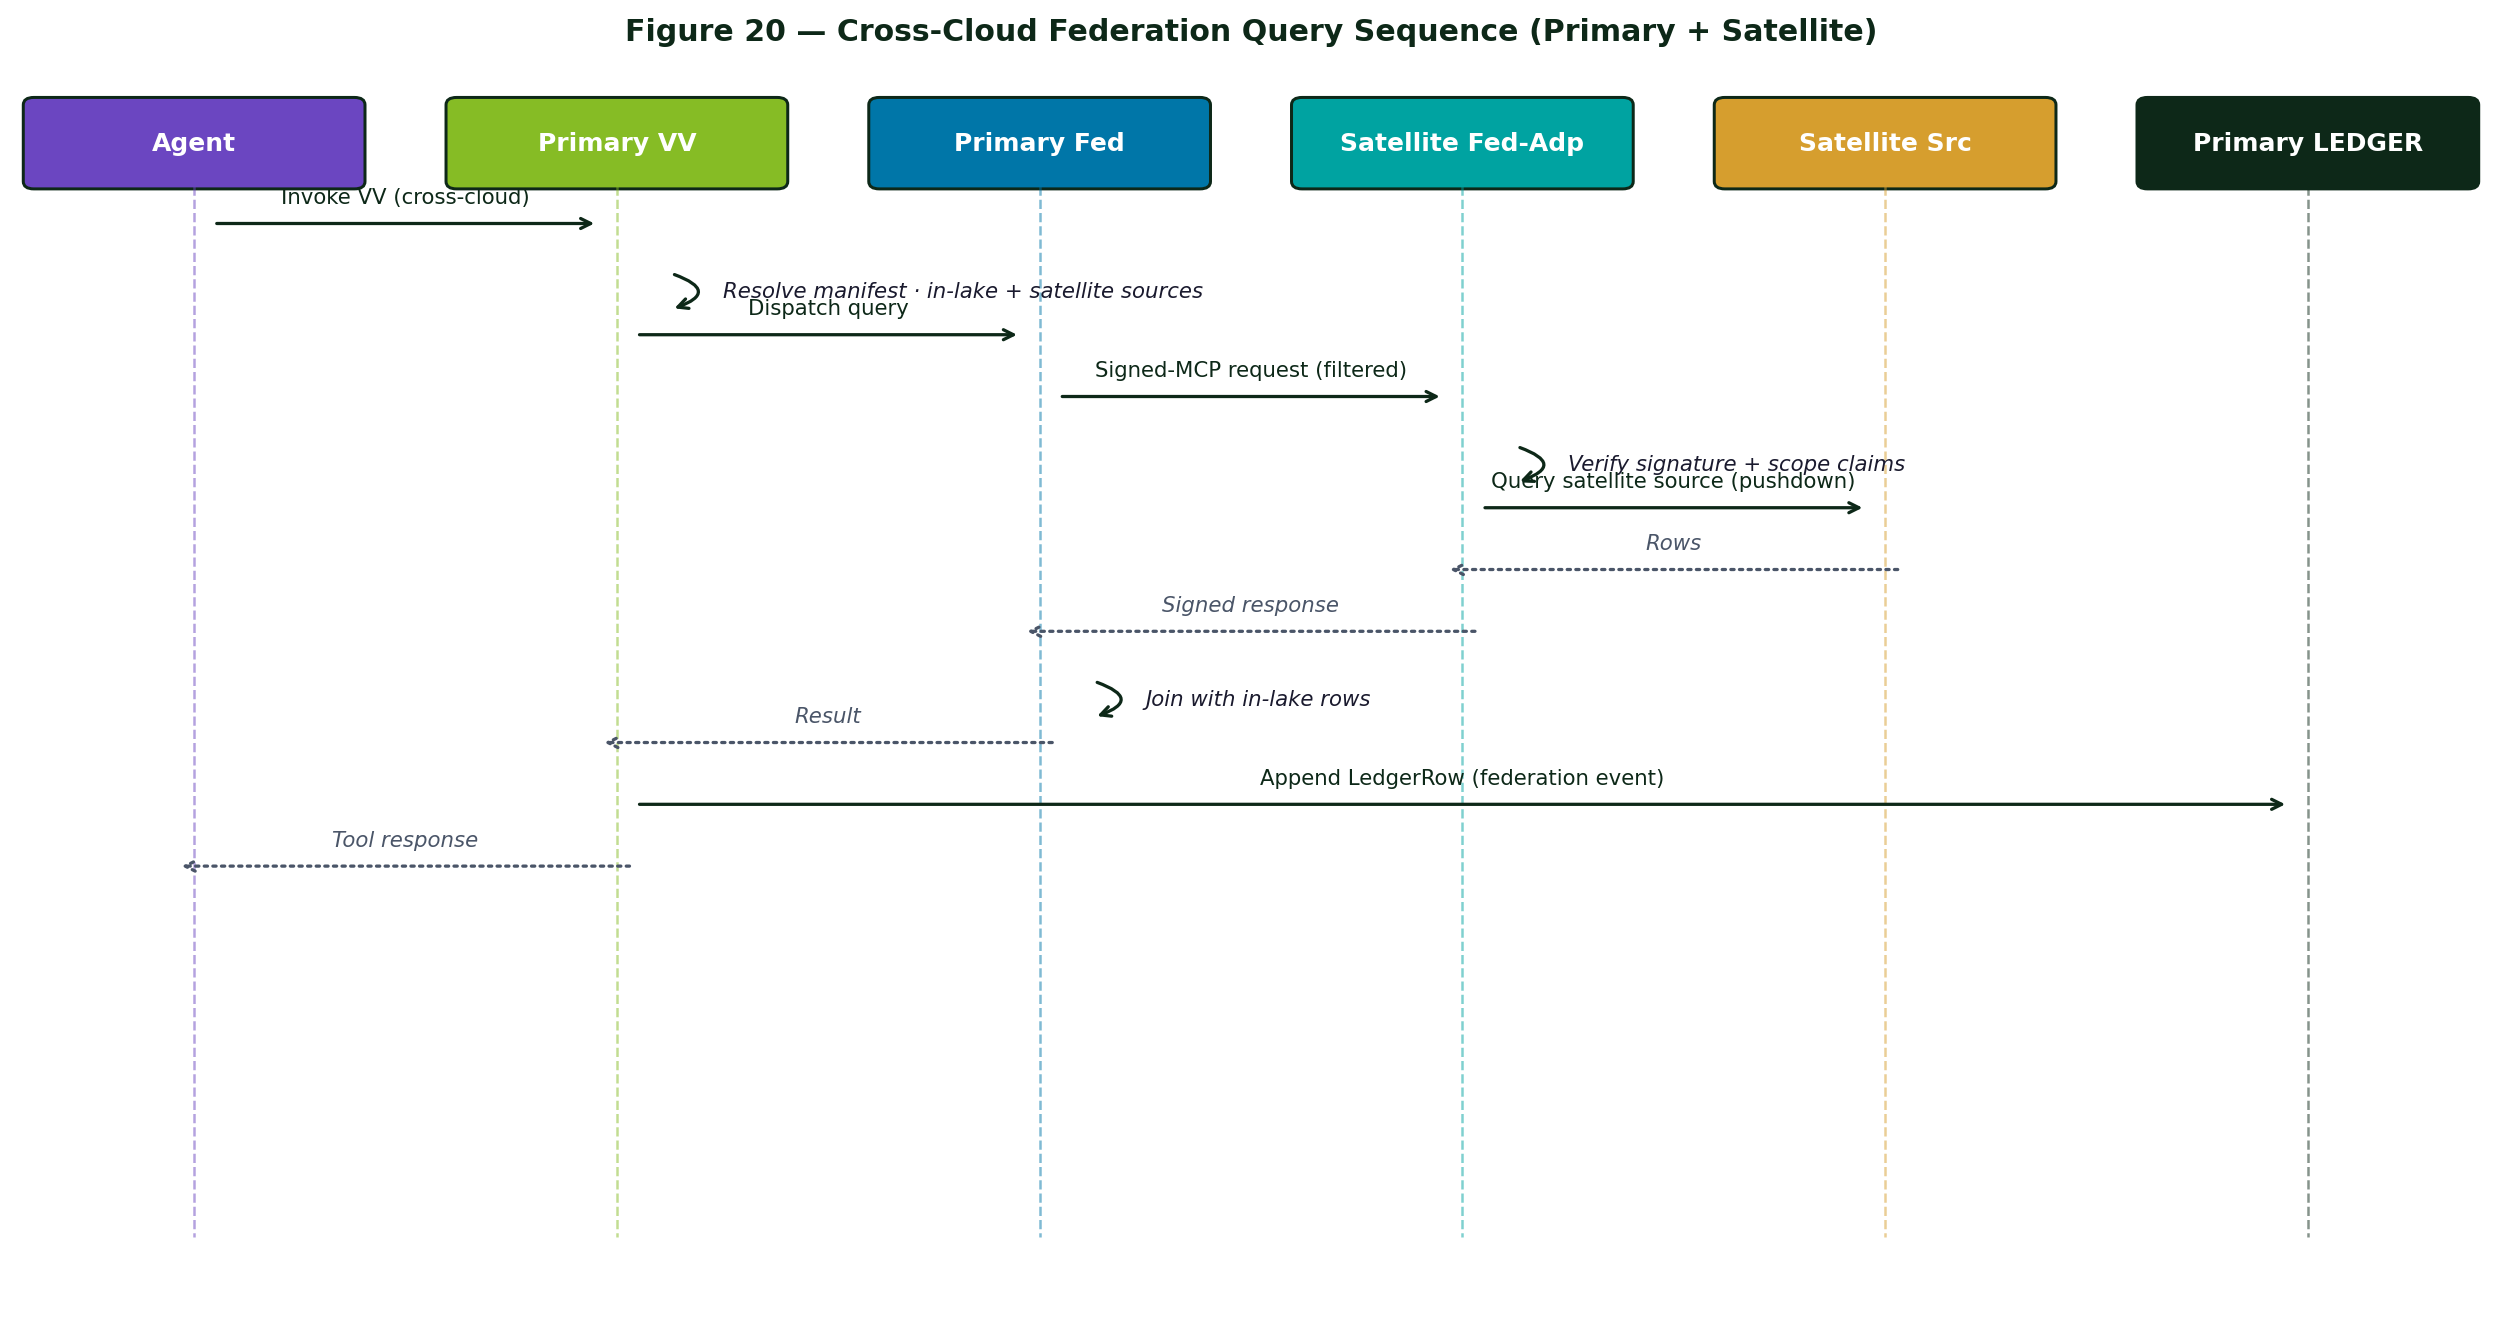 Figure 20 — Cross-Cloud Federation Query Sequence (Primary + Satellite)
Agent
Primary VV
Primary Fed
Satellite Fed-Adp
Satellite Src
Primary LEDGER
Invoke VV (cross-cloud)
Resolve manifest · in-lake + satellite sources
Dispatch query
Signed-MCP request (filtered)
Verify signature + scope claims
Query satellite source (pushdown)
Rows
Signed response
Join with in-lake rows
Result
Append LedgerRow (federation event)
Tool response